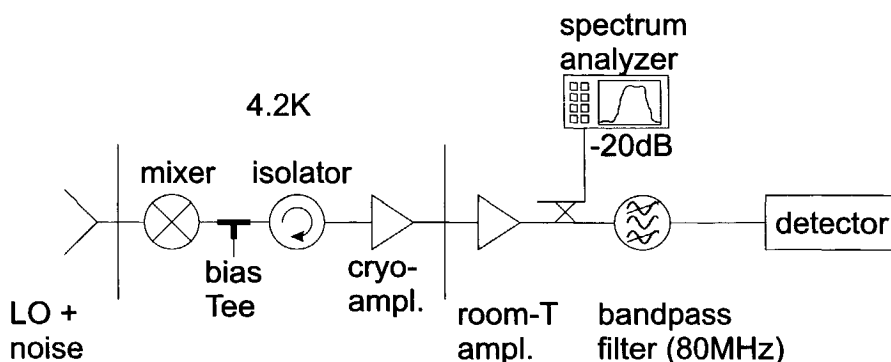 spectrum
analyzer
4.2K
-20dB
mixer
isolator
detector
bias
Tee
cryo-
ampl.
LO +
noise
room-T
ampl.
bandpass
filter (80MHz)